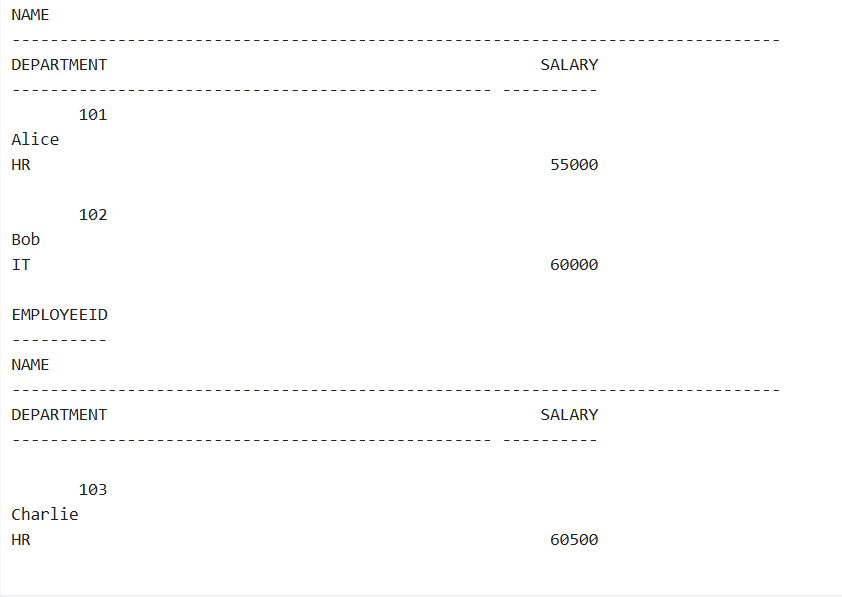 NAME
--------------------------------------------------------------------------------
DEPARTMENT                                             SALARY
-------------------------------------------------- ----------
       101
Alice
HR                                                      55000
       102
Bob
IT                                                      60000
EMPLOYEEID
----------
NAME
--------------------------------------------------------------------------------
DEPARTMENT                                             SALARY
-------------------------------------------------- ----------
       103
Charlie
HR                                                      60500